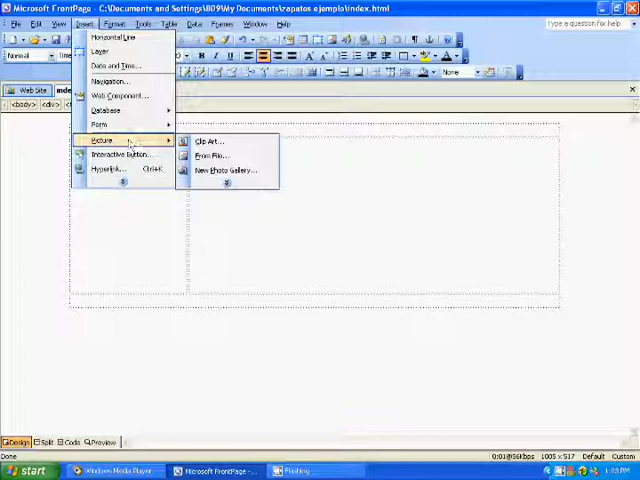 Microsoft FrontPage - C:\Documents and Settings\809\My Documents\zapatos ejemplo\index.html
File Edit View Insert Format Tools Table Data Frames Window Help
Type a question for help
Normal
None
Web Site
<body> <div>
Horizontal Line
Layer
Date and Time...
Navigation...
Web Component...
Database
Form
Picture
Interactive Button...
Hyperlink... Ctrl+K
Clip Art...
From File...
New Photo Gallery...
Design Split Code Preview
Done
0:01@56Kbps 1005 x 517 Default Custom
start
Windows Media Player
Microsoft FrontPage - ...
Flashing